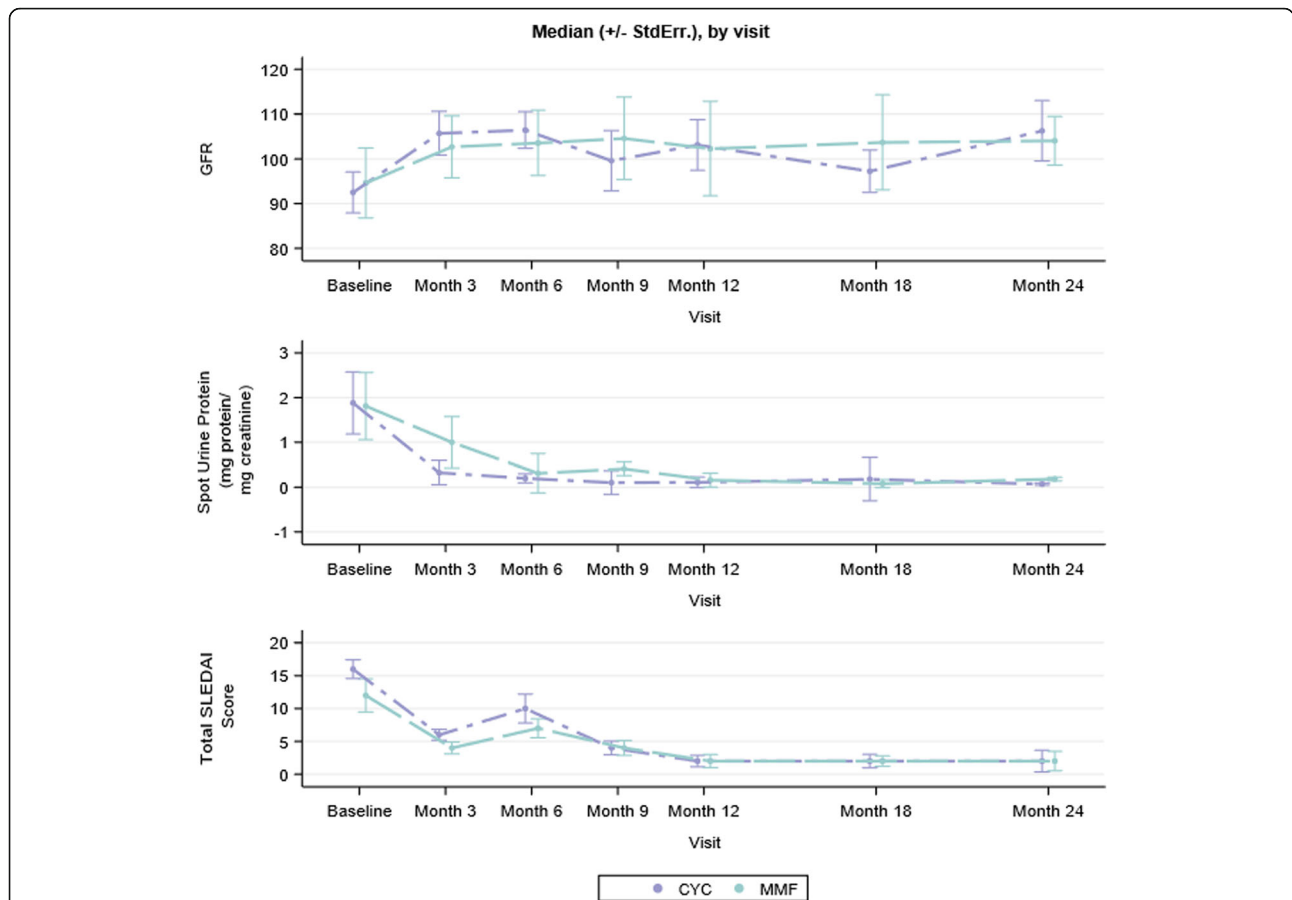 Median (+/- StdErr.), by visit
120
110
100
90
80
GFR
Baseline Month 3 Month 6 Month 9 Month 12 Month 18 Month 24
Visit
3
2
1
0
-1
Spot Urine Protein
(mg protein/
mg creatinine)
Baseline Month 3 Month 6 Month 9 Month 12 Month 18 Month 24
Visit
20
15
10
5
0
Total SLEDAI
Score
Baseline Month 3 Month 6 Month 9 Month 12 Month 18 Month 24
Visit
CYC MMF